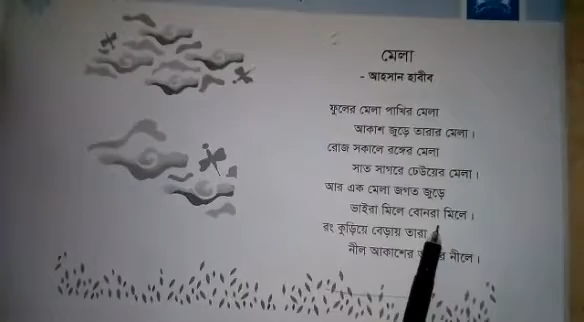 মেলা
- আহসান হাবীব
ফুলের মেলা পাখির মেলা
আকাশ জুড়ে তারার মেলা।
রোজ সকালে রঙের মেলা
সাত সাগরে ঢেউয়ের মেলা।
আর এক মেলা জগত জুড়ে
ভাইরা মিলে বোনরা মিলে।
রং কুড়িয়ে বেড়ায় তারা
নীল আকাশের নীলে।